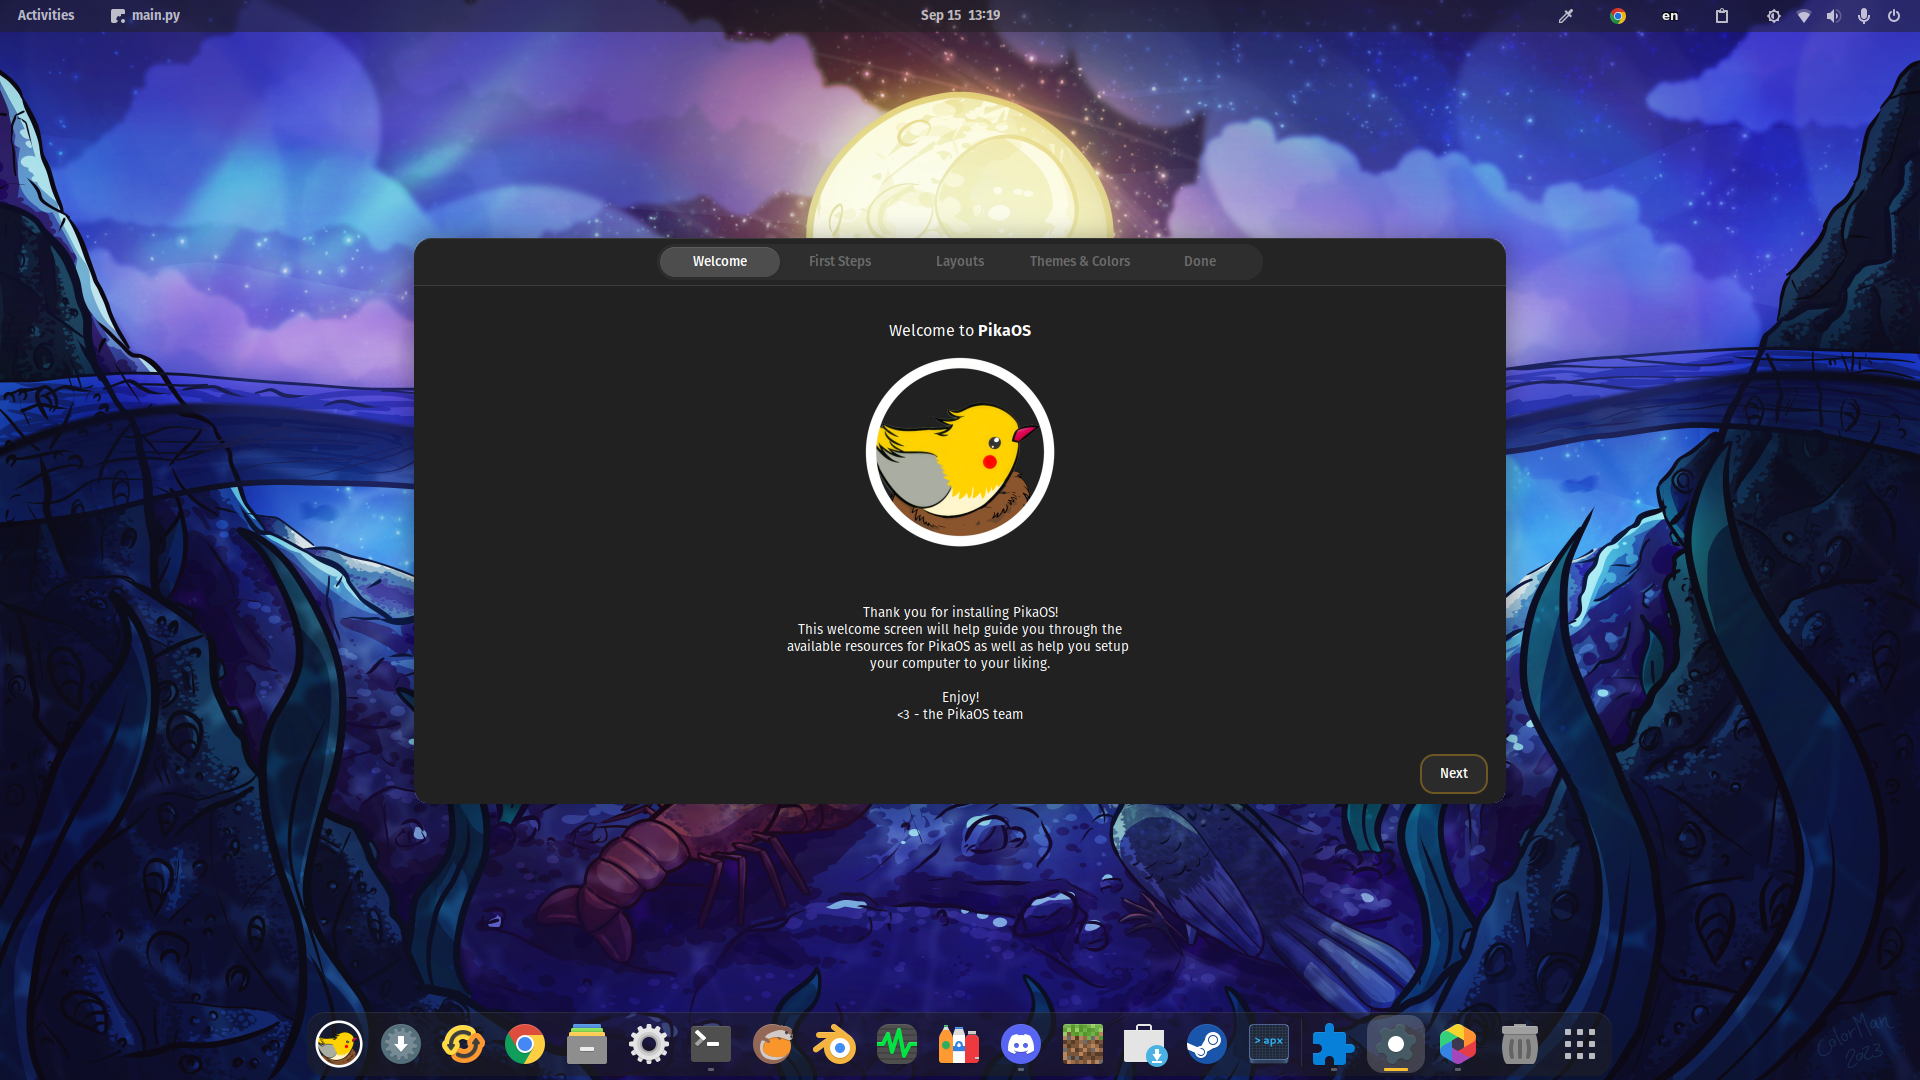 Activities
main.py
Sep 15 13:19
en
Welcome
First Steps
Layouts
Themes & Colors
Done
Welcome to PikaOS
Thank you for installing PikaOS!
This welcome screen will help guide you through the
available resources for PikaOS as well as help you setup
your computer to your liking.
Enjoy!
<3 - the PikaOS team
Next
> apx
ColorMan
2023